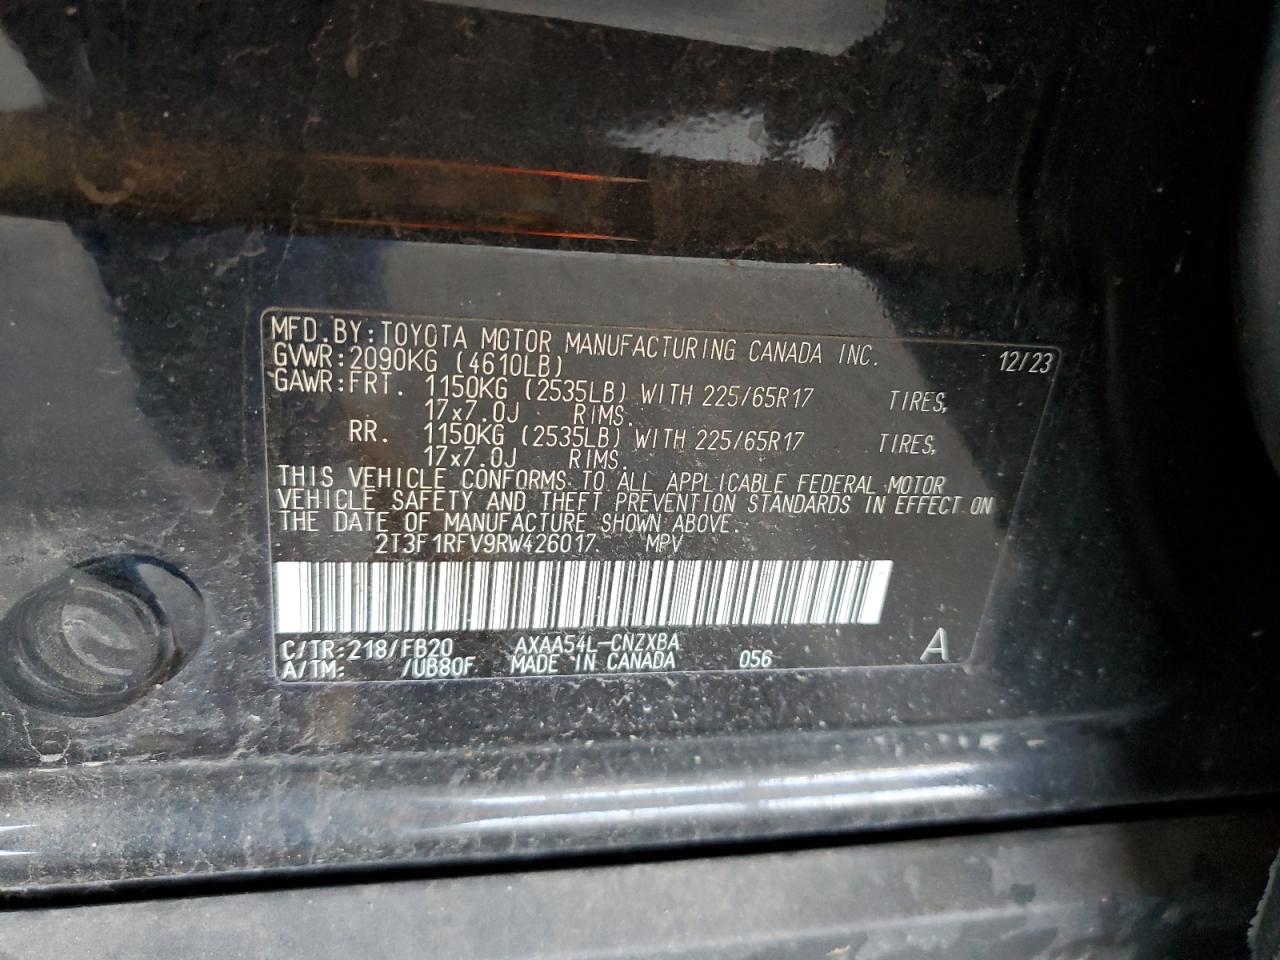 MFD.BY:TOYOTA MOTOR MANUFACTURING CANADA INC. 12/23
GVWR:2090KG (4610LB)
GAWR:FRT. 1150KG (2535LB) WITH 225/65R17 TIRES,
17x7.0J RIMS.
RR. 1150KG (2535LB) WITH 225/65R17 TIRES,
17x7.0J RIMS.
THIS VEHICLE CONFORMS TO ALL APPLICABLE FEDERAL MOTOR
VEHICLE SAFETY AND THEFT PREVENTION STANDARDS IN EFFECT ON
THE DATE OF MANUFACTURE SHOWN ABOVE.
2T3F1RFV9RW426017. MPV
C/TR:218/FB20 AXAA54L-CNZXBA
A/TM: /UB80F MADE IN CANADA 056 A